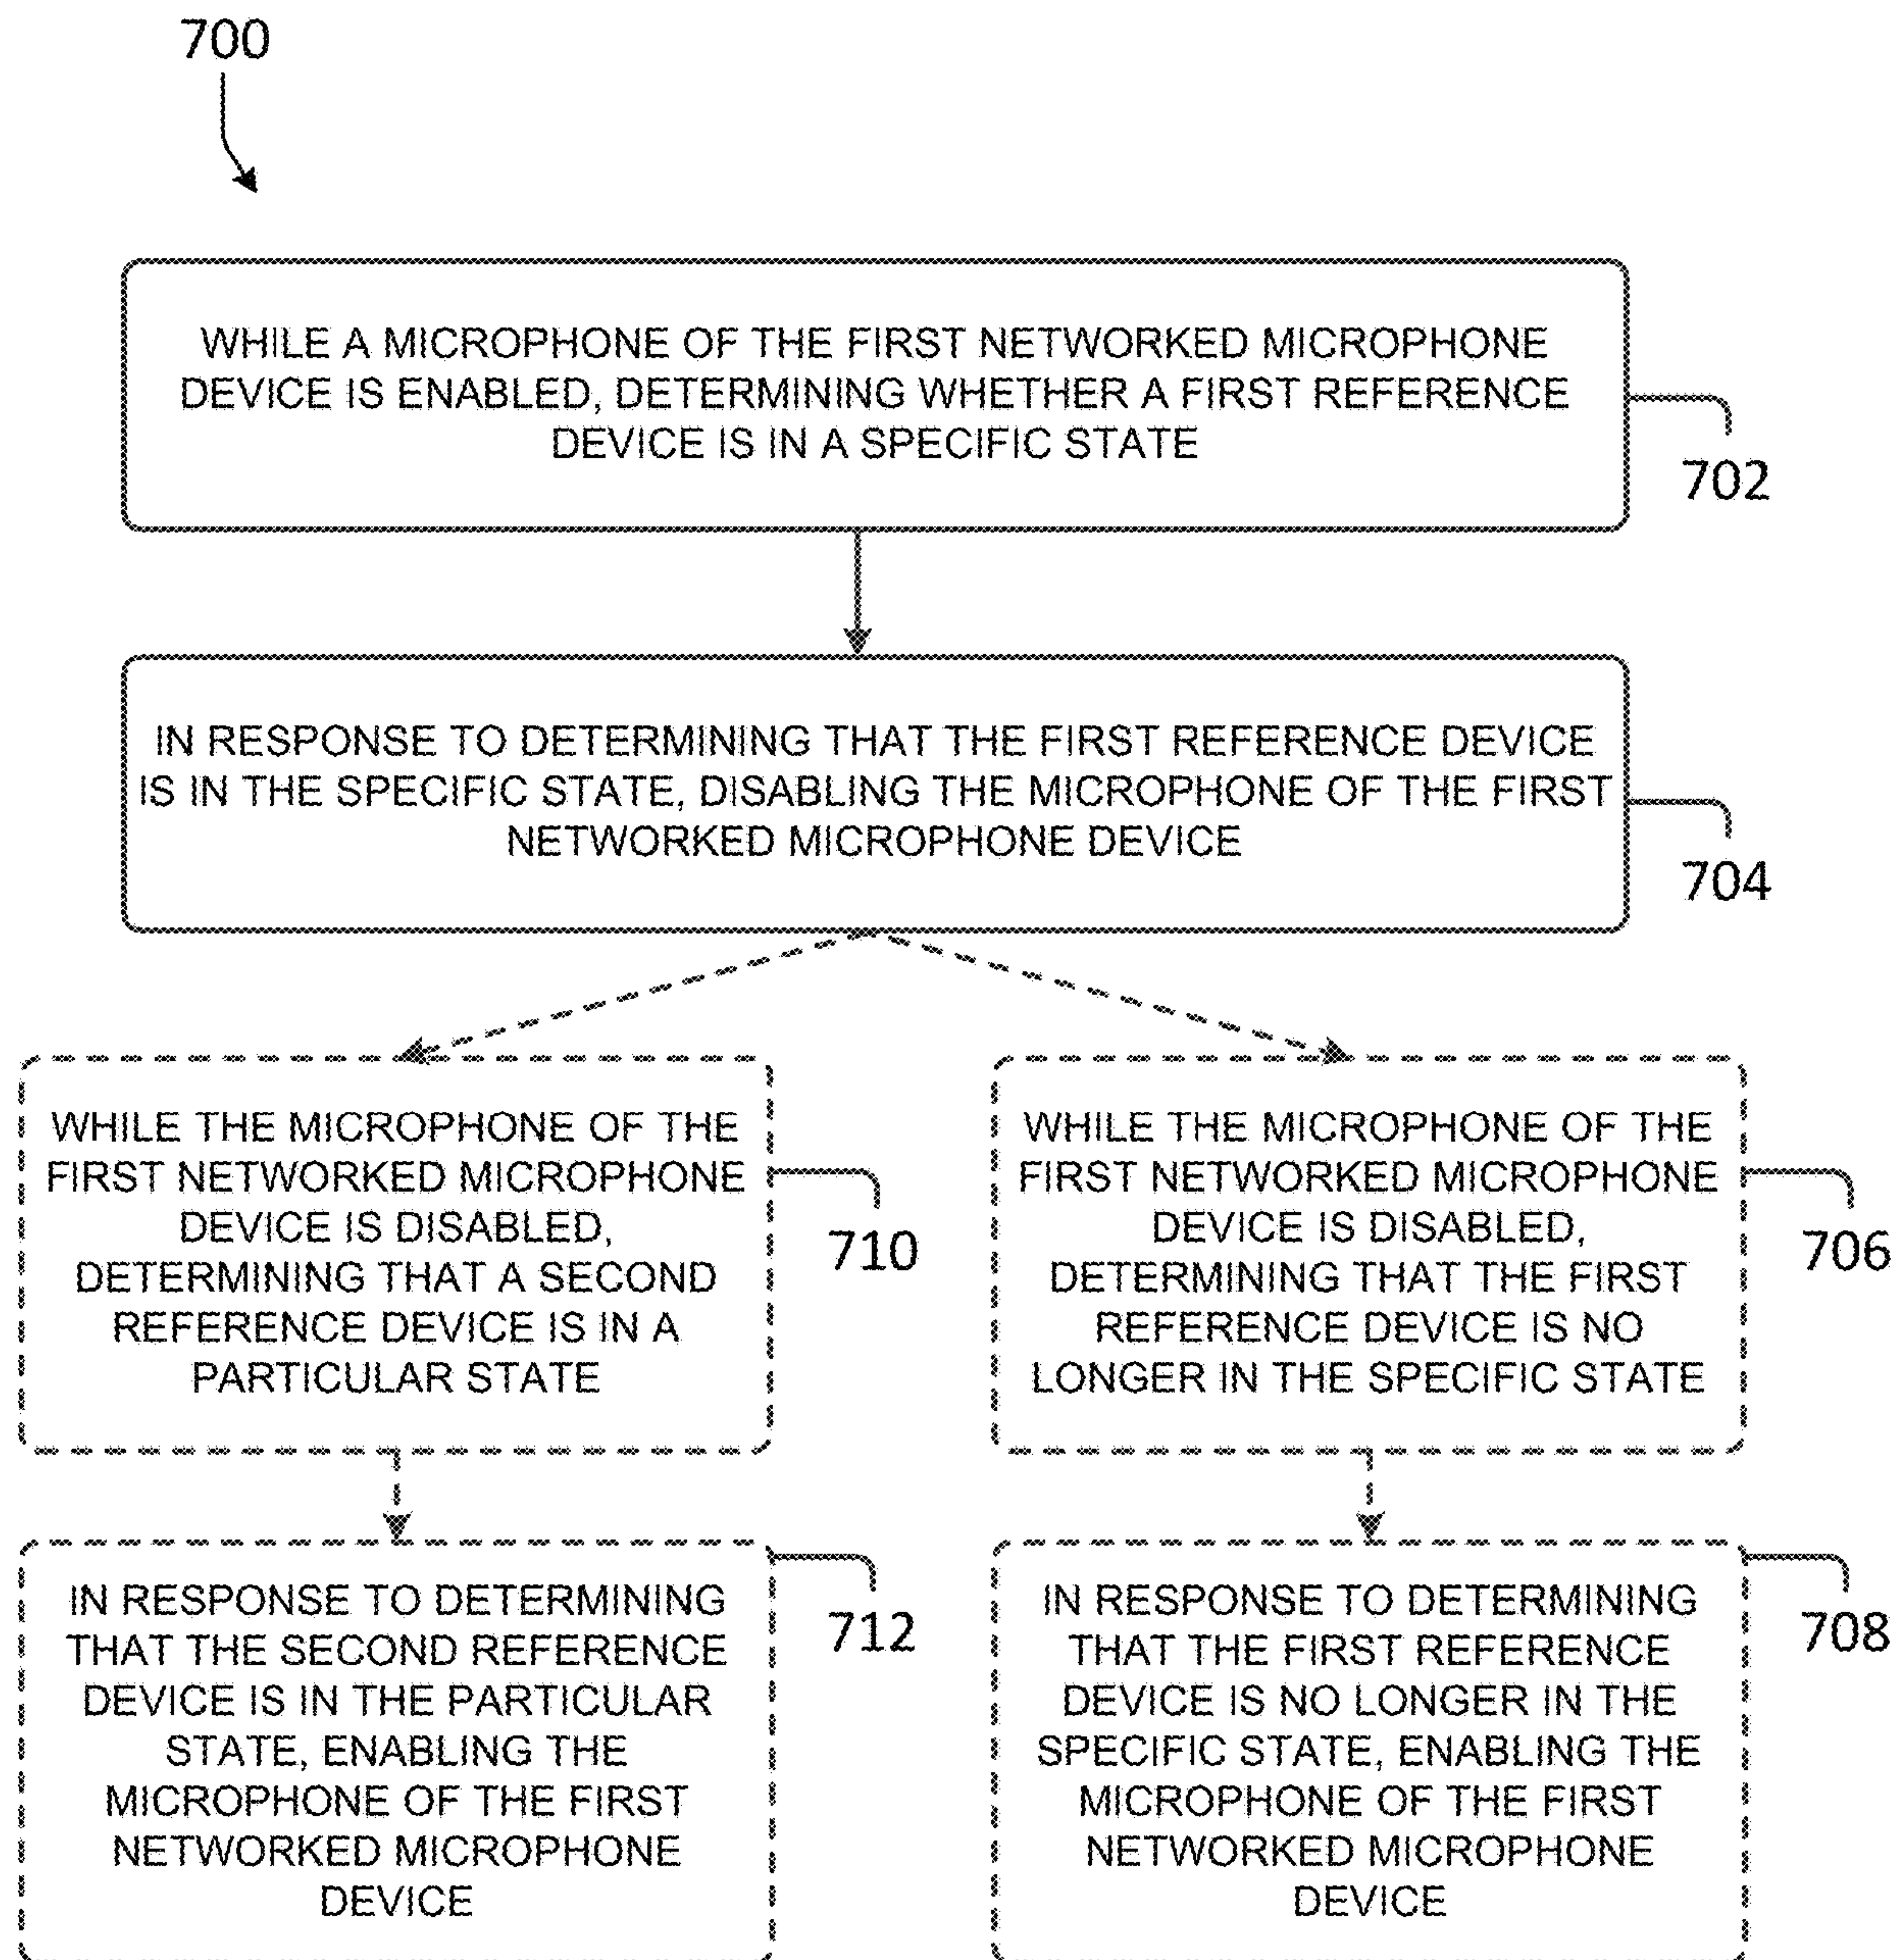 700
WHILE A MICROPHONE OF THE FIRST NETWORKED MICROPHONE
DEVICE IS ENABLED, DETERMINING WHETHER A FIRST REFERENCE
DEVICE IS IN A SPECIFIC STATE
702
IN RESPONSE TO DETERMINING THAT THE FIRST REFERENCE DEVICE
IS IN THE SPECIFIC STATE, DISABLING THE MICROPHONE OF THE FIRST
NETWORKED MICROPHONE DEVICE
704
WHILE THE MICROPHONE OF THE
FIRST NETWORKED MICROPHONE
DEVICE IS DISABLED,
DETERMINING THAT A SECOND
REFERENCE DEVICE IS IN A
PARTICULAR STATE
710
WHILE THE MICROPHONE OF THE
FIRST NETWORKED MICROPHONE
DEVICE IS DISABLED,
DETERMINING THAT THE FIRST
REFERENCE DEVICE IS NO
LONGER IN THE SPECIFIC STATE
706
IN RESPONSE TO DETERMINING
THAT THE SECOND REFERENCE
DEVICE IS IN THE PARTICULAR
STATE, ENABLING THE
MICROPHONE OF THE FIRST
NETWORKED MICROPHONE
DEVICE
712
IN RESPONSE TO DETERMINING
THAT THE FIRST REFERENCE
DEVICE IS NO LONGER IN THE
SPECIFIC STATE, ENABLING THE
MICROPHONE OF THE FIRST
NETWORKED MICROPHONE
DEVICE
708